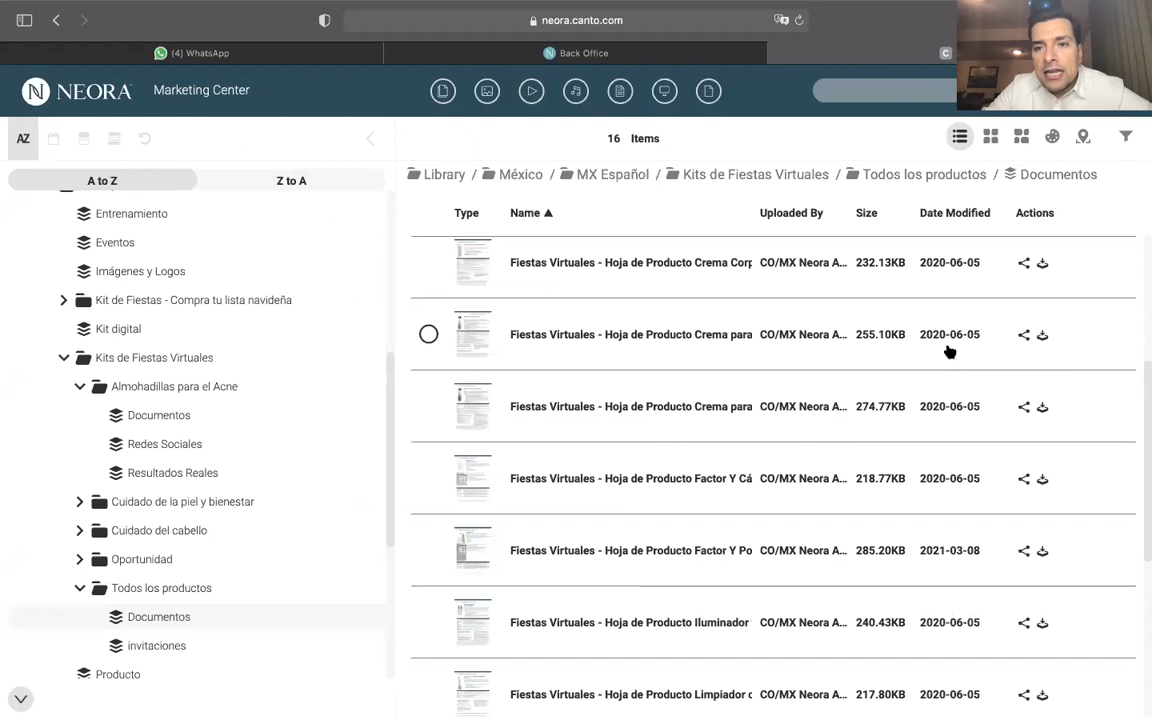 neora.canto.com
(4) WhatsApp
Back Office
C
NEORA
Marketing Center
AZ
16 Items
A to Z
Z to A
Library / México / MX Español / Kits de Fiestas Virtuales / Todos los productos / Documentos
Type Name ▲ Uploaded By Size Date Modified Actions
Entrenamiento
Eventos
Imágenes y Logos
Kit de Fiestas - Compra tu lista navideña
Kit digital
Kits de Fiestas Virtuales
Almohadillas para el Acne
Documentos
Redes Sociales
Resultados Reales
Cuidado de la piel y bienestar
Cuidado del cabello
Oportunidad
Todos los productos
Documentos
invitaciones
Producto
Fiestas Virtuales - Hoja de Producto Crema Corp CO/MX Neora A... 232.13KB 2020-06-05
Fiestas Virtuales - Hoja de Producto Crema para CO/MX Neora A... 255.10KB 2020-06-05
Fiestas Virtuales - Hoja de Producto Crema para CO/MX Neora A... 274.77KB 2020-06-05
Fiestas Virtuales - Hoja de Producto Factor Y Cá CO/MX Neora A... 218.77KB 2020-06-05
Fiestas Virtuales - Hoja de Producto Factor Y Po CO/MX Neora A... 285.20KB 2021-03-08
Fiestas Virtuales - Hoja de Producto Iluminador CO/MX Neora A... 240.43KB 2020-06-05
Fiestas Virtuales - Hoja de Producto Limpiador c CO/MX Neora A... 217.80KB 2020-06-05